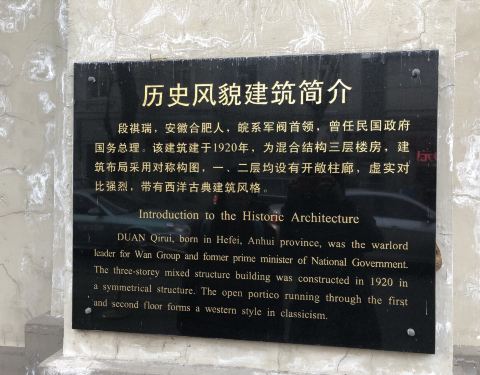 历史风貌建筑简介
段祺瑞，安徽合肥人，皖系军阀首领，曾任民国政府
国务总理。该建筑建于1920年，为混合结构三层楼房，建
筑布局采用对称构图，一、二层均设有开敞柱廊，虚实对
比强烈，带有西洋古典建筑风格。
Introduction to the Historic Architecture
DUAN Qirui, born in Hefei, Anhui province, was the warlord
leader for Wan Group and former prime minister of National Government.
The three-storey mixed structure building was constructed in 1920 in
a symmetrical structure. The open portico running through the first
and second floor forms a western style in classicism.